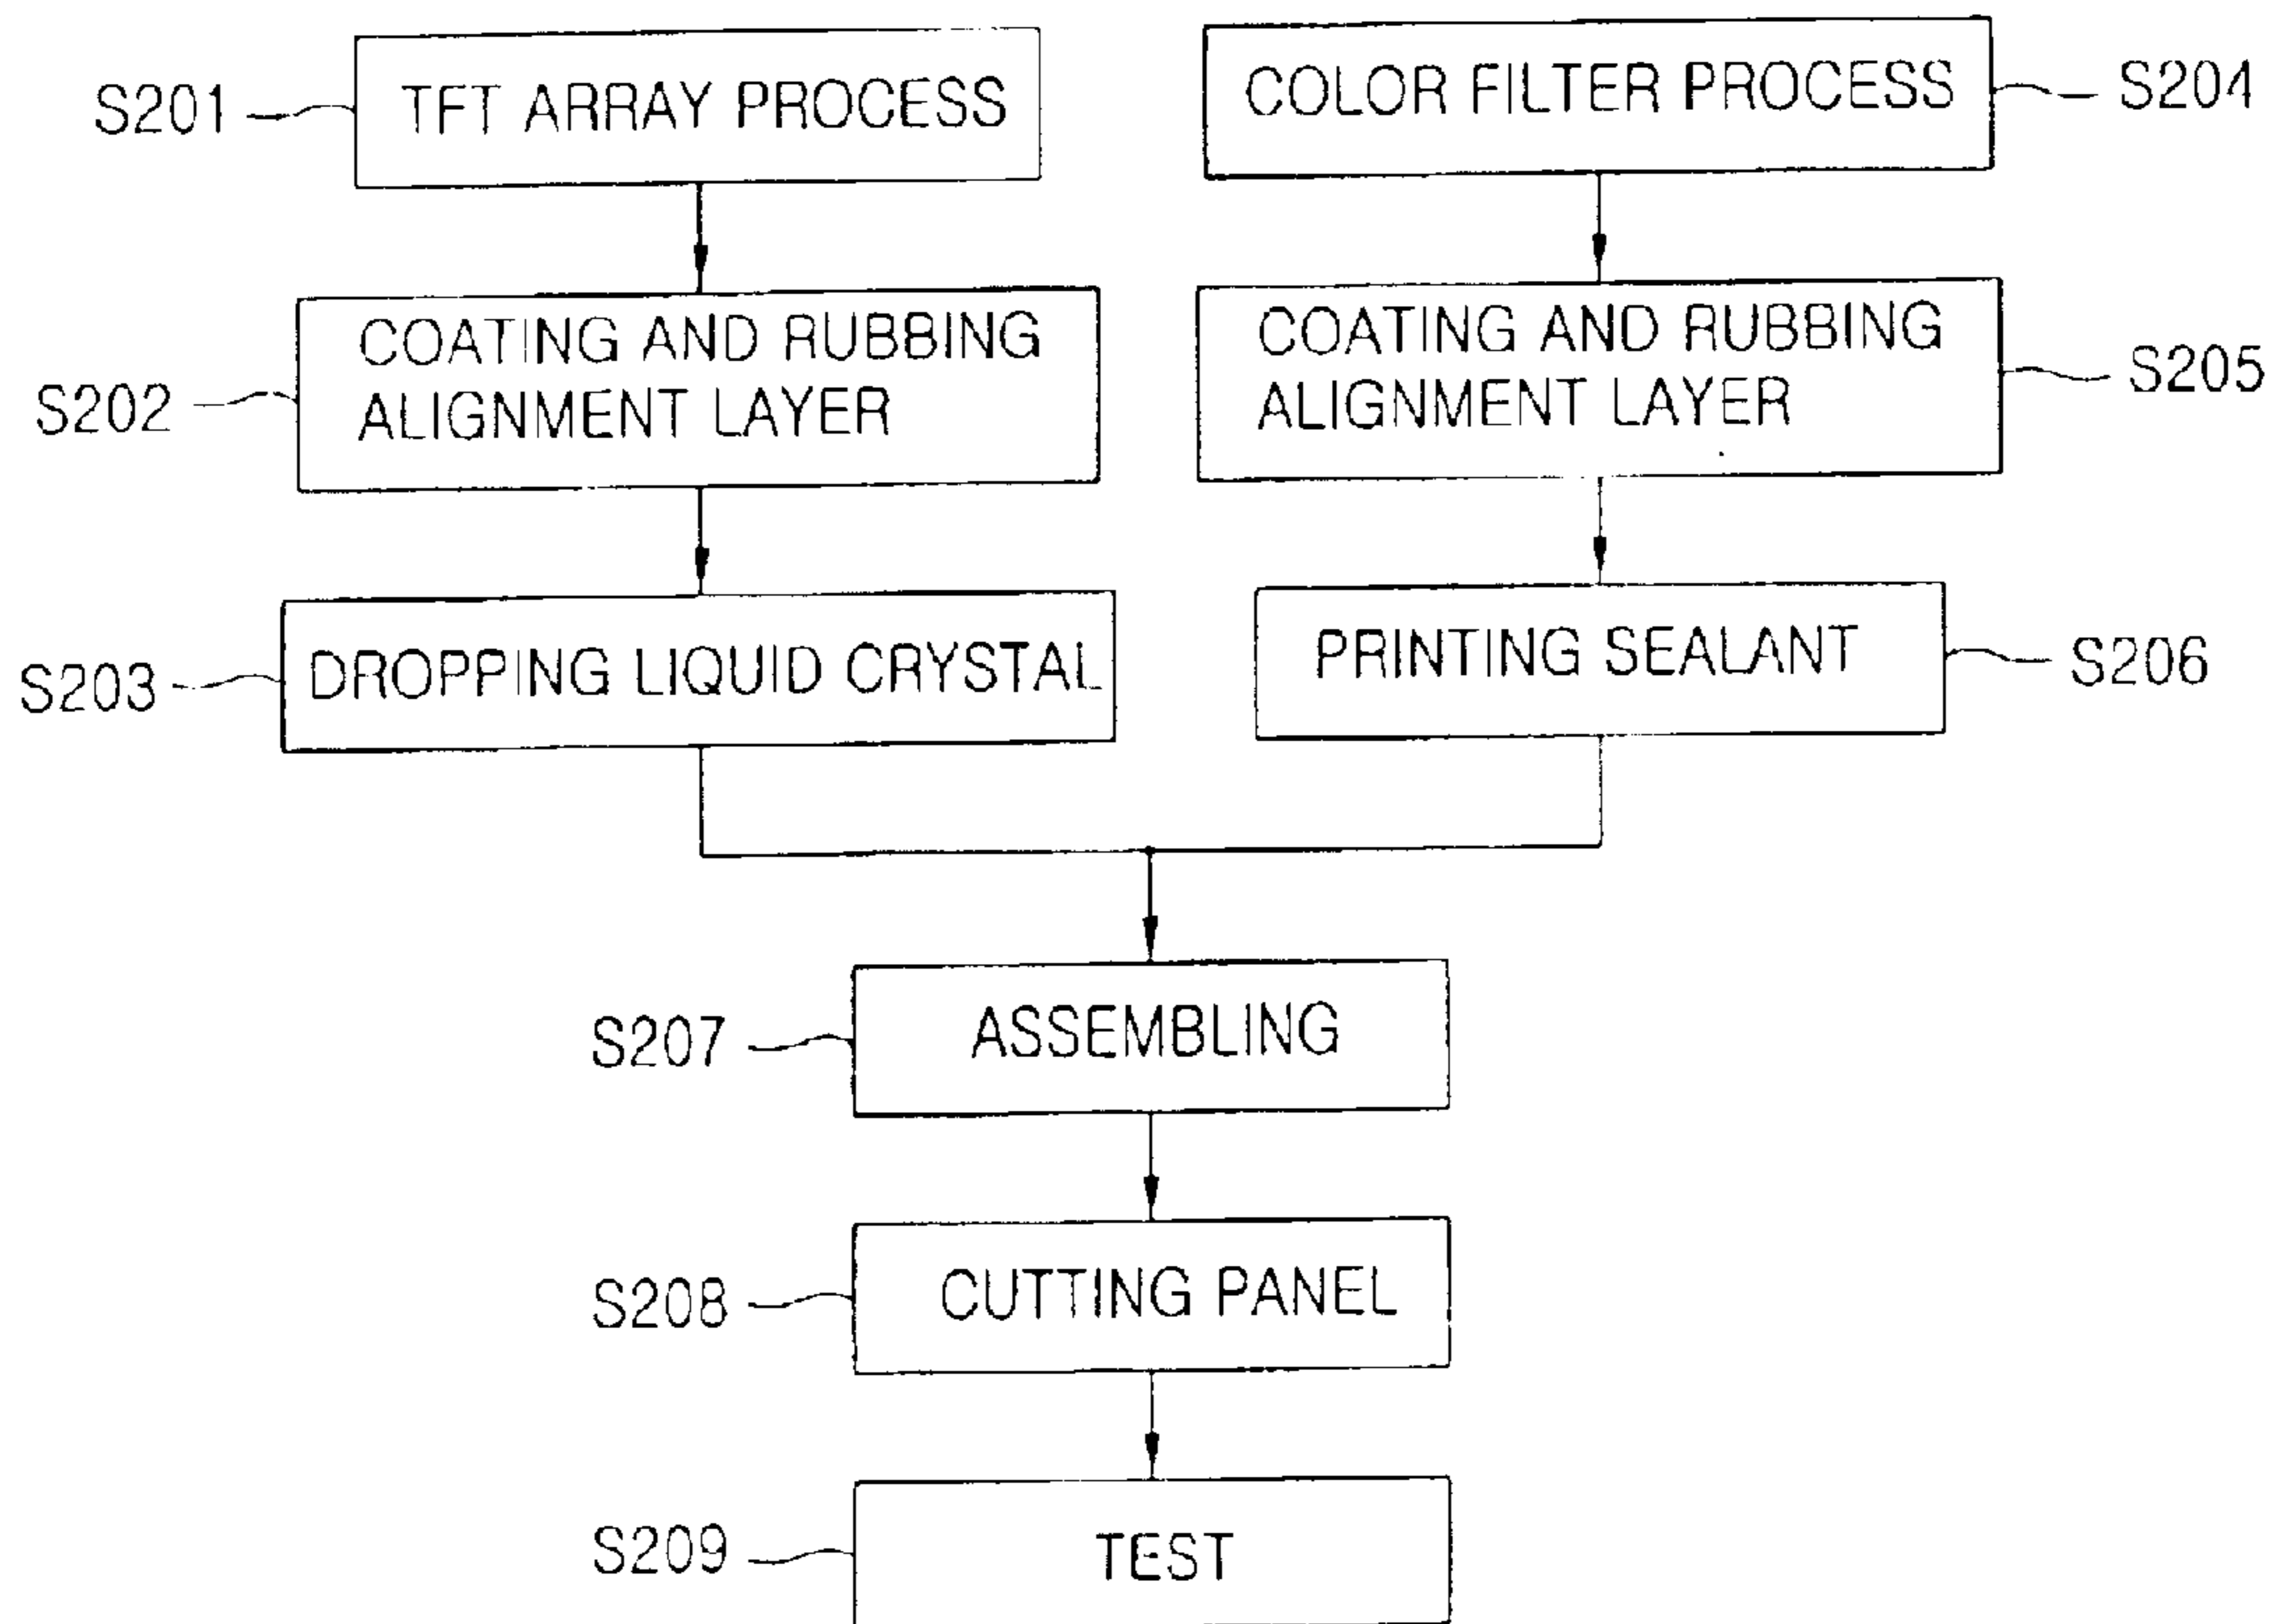 S201
TFT ARRAY PROCESS
COLOR FILTER PROCESS
S204
S202
COATING AND RUBBING
ALIGNMENT LAYER
COATING AND RUBBING
ALIGNMENT LAYER
S205
S203
DROPPING LIQUID CRYSTAL
PRINTING SEALANT
S206
S207
ASSEMBLING
S208
CUTTING PANEL
S209
TEST